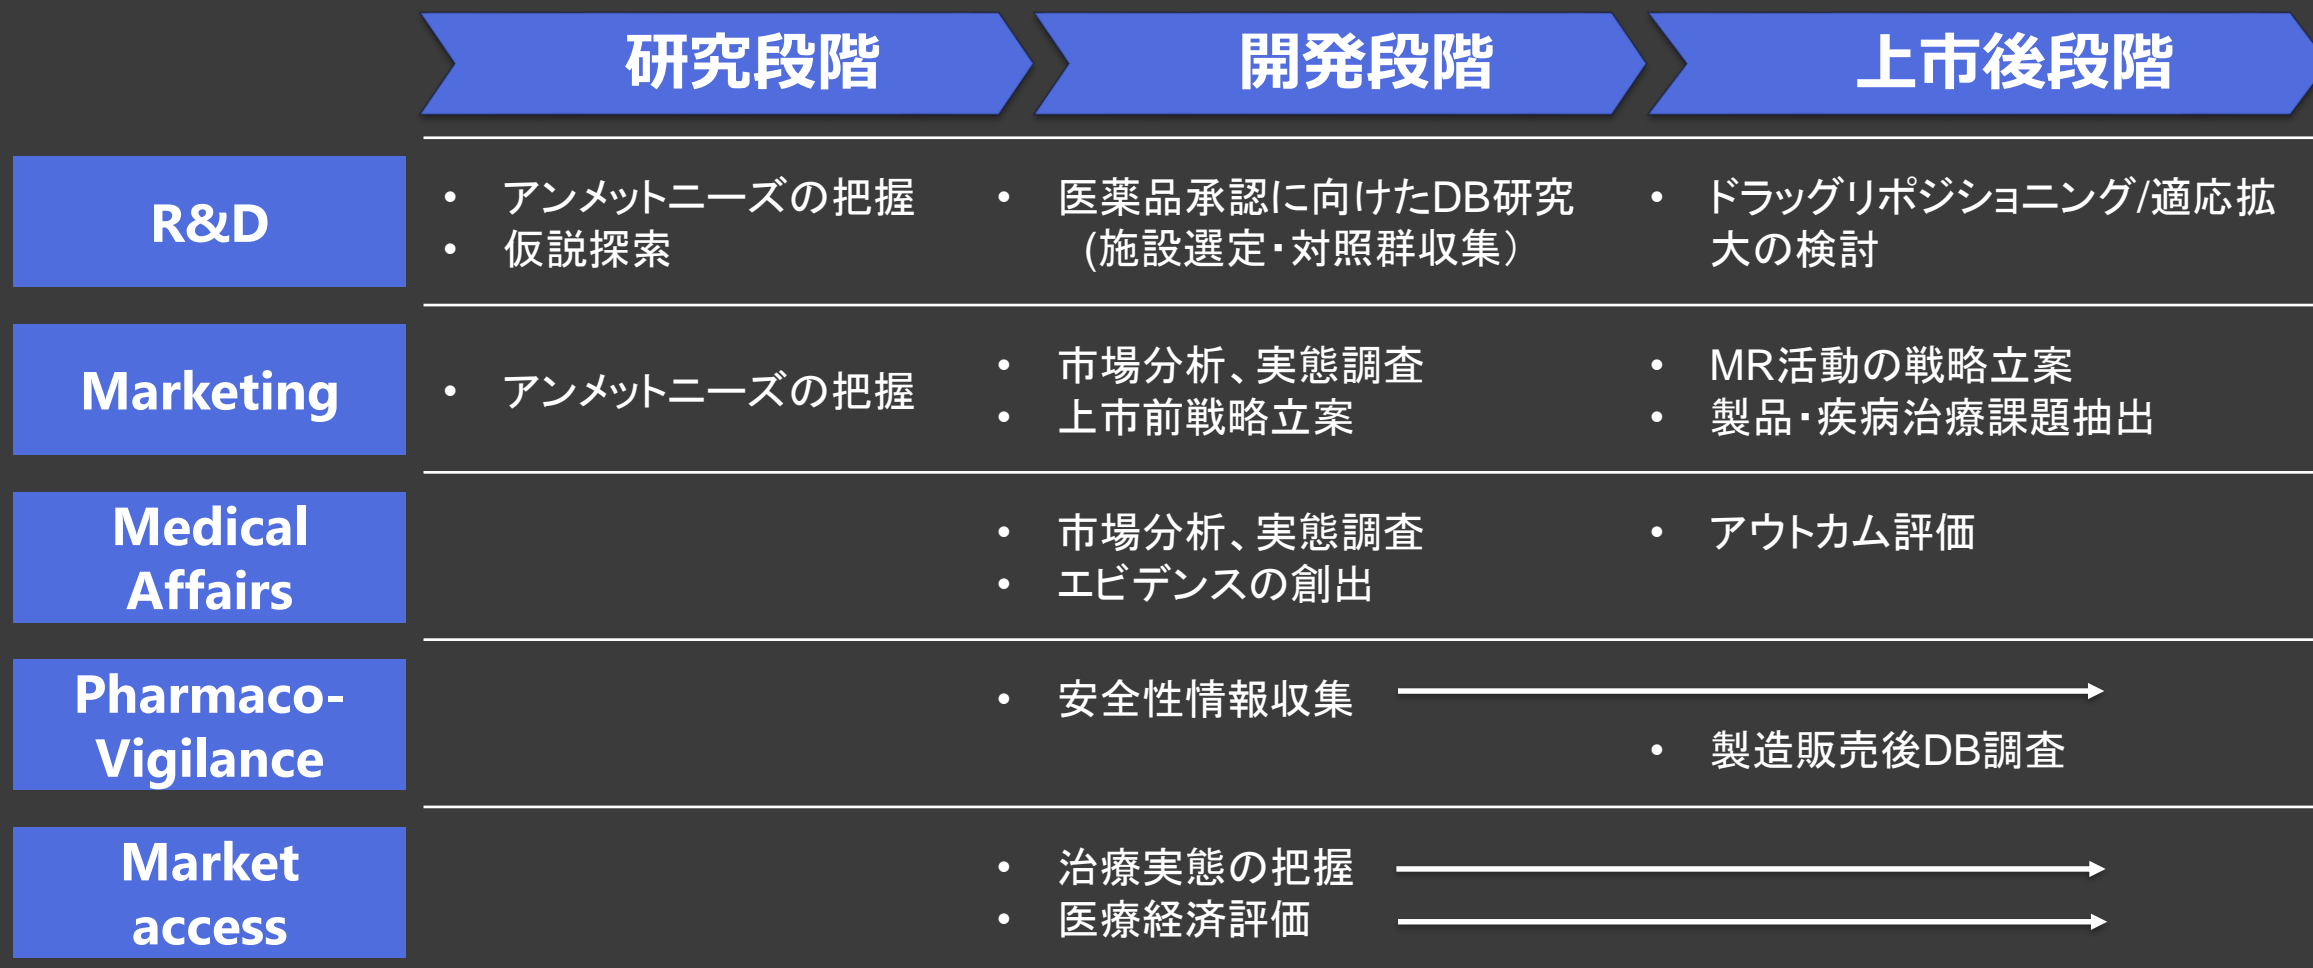 研究段階
開発段階
上市後段階
R&D
• アンメットニーズの把握
• 仮説探索
• 医薬品承認に向けたDB研究
(施設選定・対照群収集）
• ドラッグリポジショニング/適応拡
大の検討
Marketing
• アンメットニーズの把握
• 市場分析、実態調査
• 上市前戦略立案
• MR活動の戦略立案
• 製品・疾病治療課題抽出
Medical
Affairs
• 市場分析、実態調査
• エビデンスの創出
• アウトカム評価
Pharmaco-
Vigilance
• 安全性情報収集
• 製造販売後DB調査
Market
access
• 治療実態の把握
• 医療経済評価